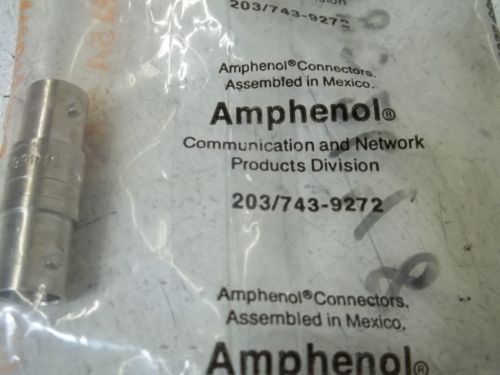 203/743-9272
Amphenol® Connectors.
Assembled in Mexico.
Amphenol®
Communication and Network
Products Division
203/743-9272
Amphenol® Connectors.
Assembled in Mexico.
Amphenol®